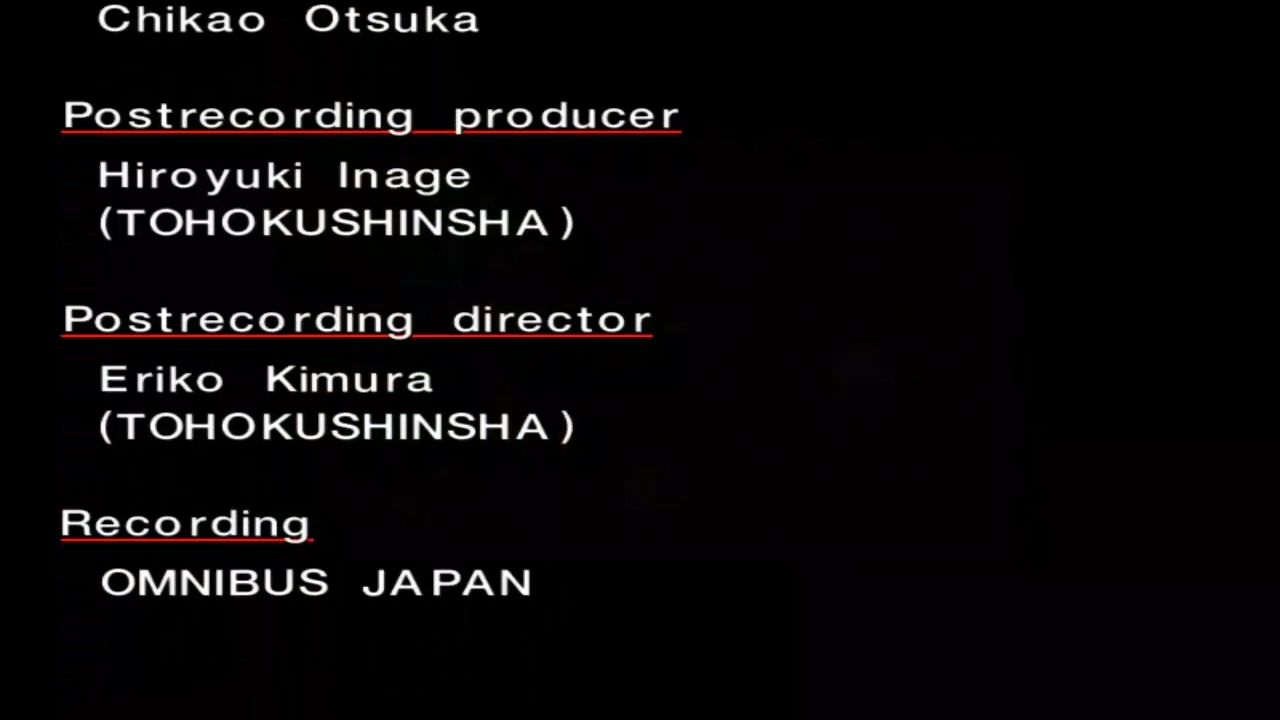 Chikao Otsuka
Postrecording producer
Hiroyuki Inage
(TOHOKUSHINSHA)
Postrecording director
Eriko Kimura
(TOHOKUSHINSHA)
Recording
OMNIBUS JAPAN